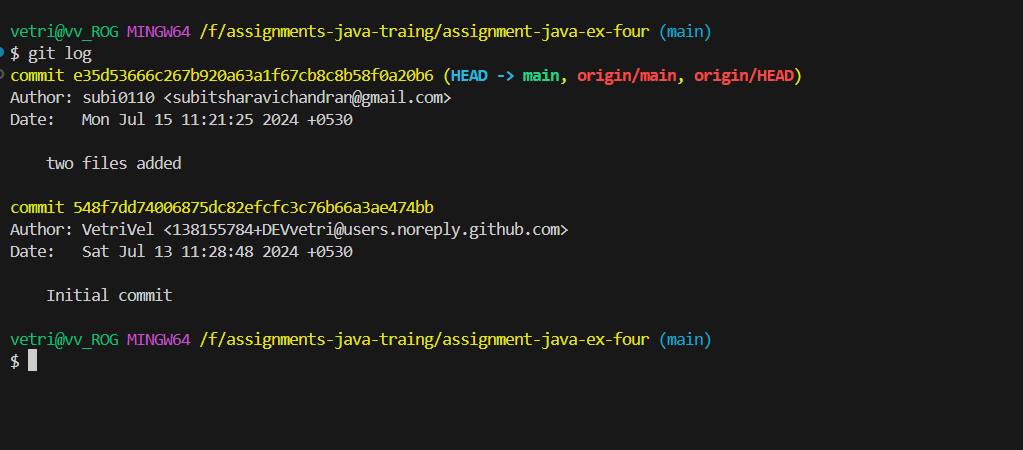 vetri@vv_ROG MINGW64 /f/assignments-java-traing/assignment-java-ex-four (main)
$ git log
commit e35d53666c267b920a63a1f67cb8c8b58f0a20b6 (HEAD -> main, origin/main, origin/HEAD)
Author: subi0110 <subitsharavichandran@gmail.com>
Date:   Mon Jul 15 11:21:25 2024 +0530

    two files added

commit 548f7dd74006875dc82efcfc3c76b66a3ae474bb
Author: VetriVel <138155784+DEVvetri@users.noreply.github.com>
Date:   Sat Jul 13 11:28:48 2024 +0530

    Initial commit

vetri@vv_ROG MINGW64 /f/assignments-java-traing/assignment-java-ex-four (main)
$